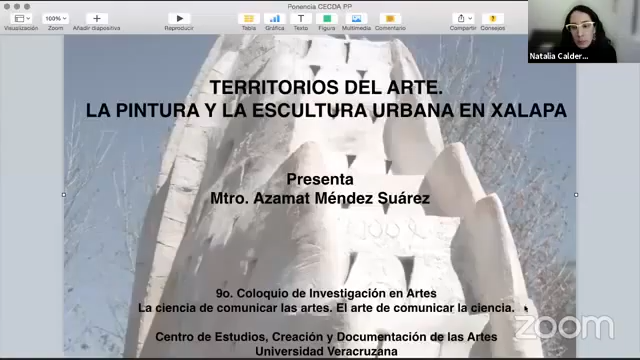 Ponencia CECDA PP
Visualización
100%
Zoom
Añadir diapositiva
Reproducir
Tabla
Gráfica
Texto
Figura
Multimedia
Comentario
Compartir
Consejos
Natalia Calder...
TERRITORIOS DEL ARTE.
LA PINTURA Y LA ESCULTURA URBANA EN XALAPA
Presenta
Mtro. Azamat Méndez Suárez
9o. Coloquio de Investigación en Artes
La ciencia de comunicar las artes. El arte de comunicar la ciencia.
Centro de Estudios, Creación y Documentación de las Artes
Universidad Veracruzana
zoom